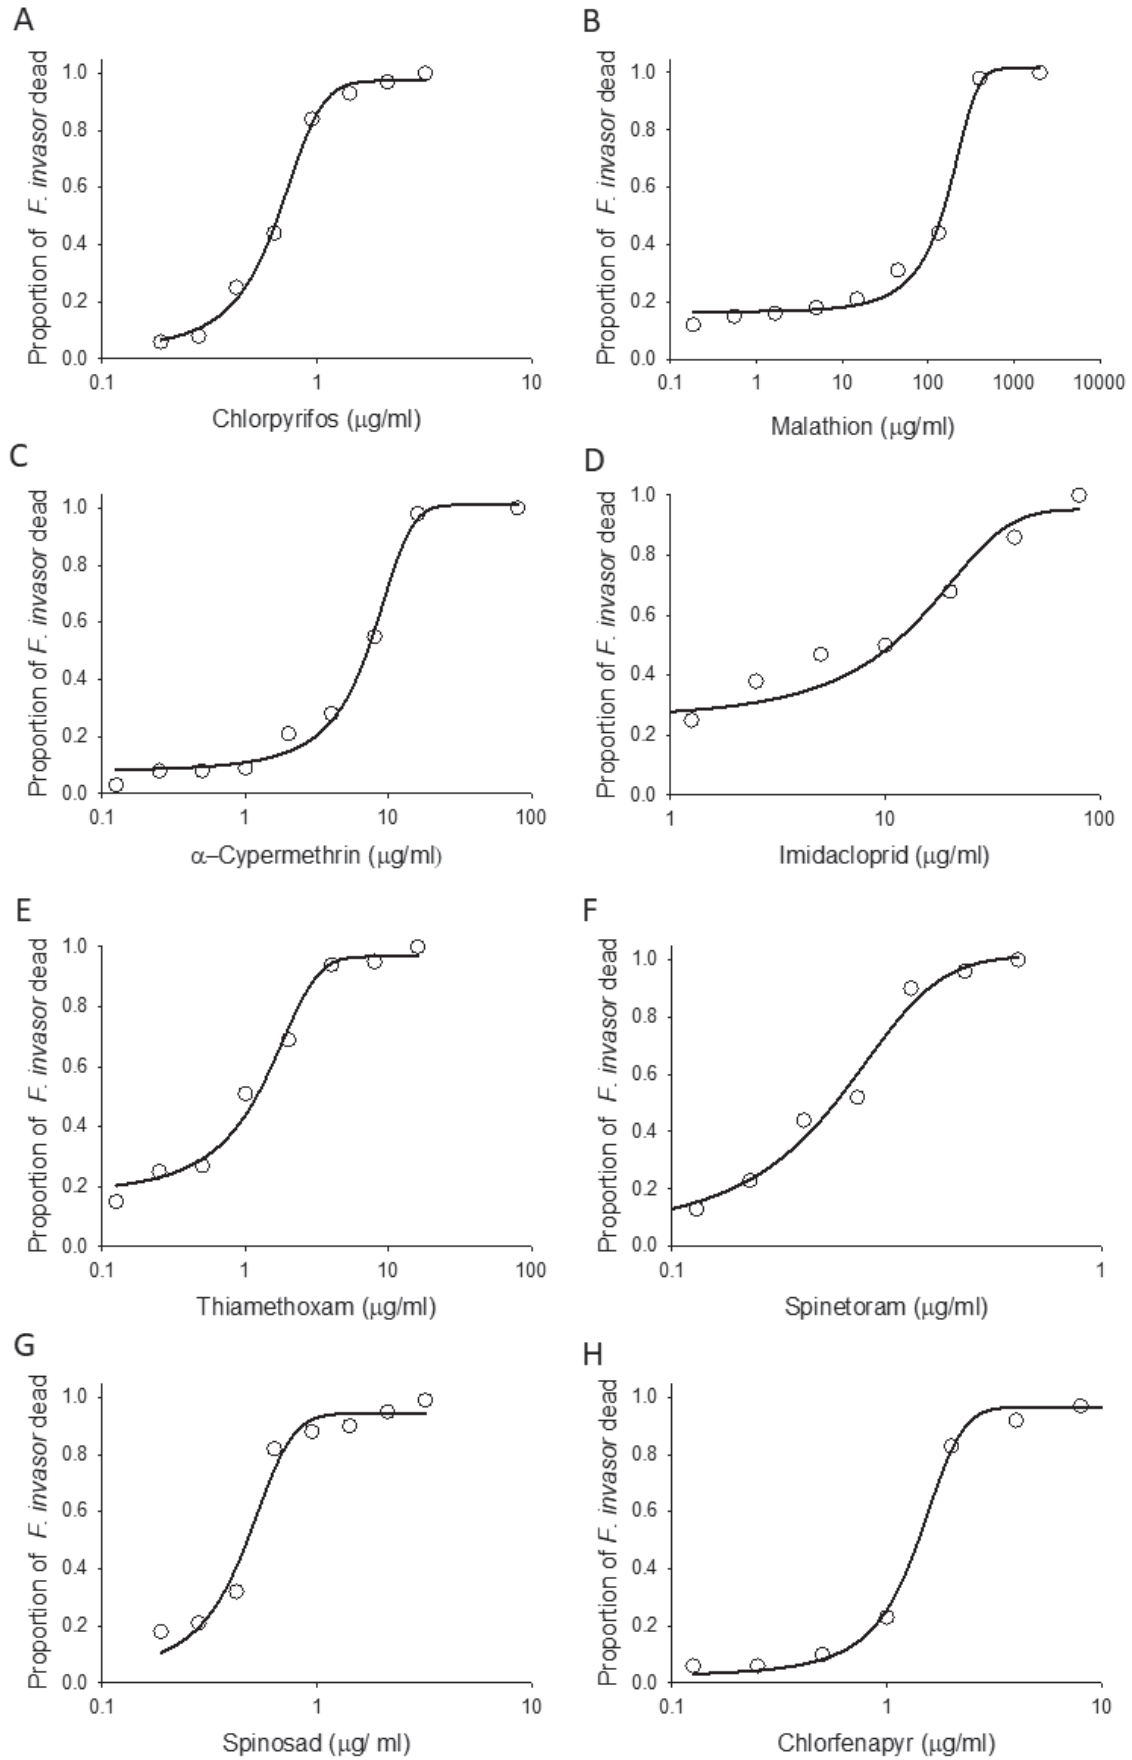 A
Proportion of F. invasor dead
1.0
0.8
0.6
0.4
0.2
0.0
0.1 1 10
Chlorpyrifos (μg/ml)
B
Proportion of F. invasor dead
1.0
0.8
0.6
0.4
0.2
0.0
0.1 1 10 100 1000 10000
Malathion (μg/ml)
C
Proportion of F. invasor dead
1.0
0.8
0.6
0.4
0.2
0.0
0.1 1 10 100
α–Cypermethrin (μg/ml)
D
Proportion of F. invasor dead
1.0
0.8
0.6
0.4
0.2
0.0
1 10 100
Imidacloprid (μg/ml)
E
Proportion of F. invasor dead
1.0
0.8
0.6
0.4
0.2
0.0
0.1 1 10 100
Thiamethoxam (μg/ml)
F
Proportion of F. invasor dead
1.0
0.8
0.6
0.4
0.2
0.0
0.1 1
Spinetoram (μg/ml)
G
Proportion of F. invasor dead
1.0
0.8
0.6
0.4
0.2
0.0
0.1 1 10
Spinosad (μg/ ml)
H
Proportion of F. invasor dead
1.0
0.8
0.6
0.4
0.2
0.0
0.1 1 10
Chlorfenapyr (μg/ml)